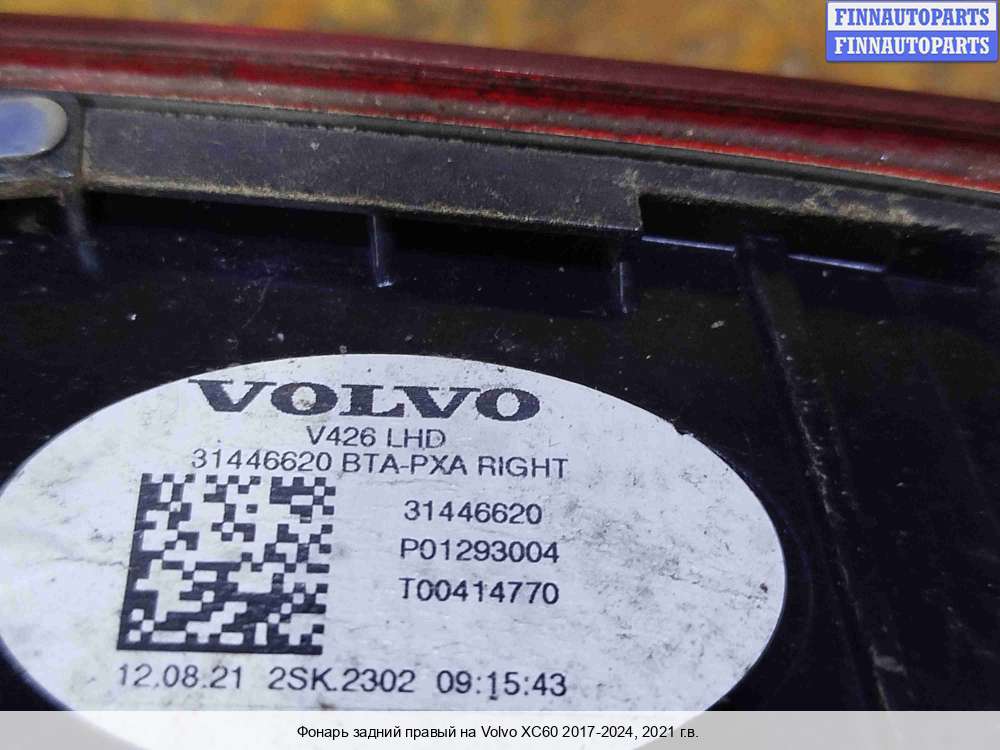 FINNAUTOPARTS
FINNAUTOPARTS
VOLVO
V426 LHD
31446620 BTA-PXA RIGHT
31446620
P01293004
T00414770
12.08.21 2SK.2302 09:15:43
Фонарь задний правый на Volvo XC60 2017-2024, 2021 г.в.